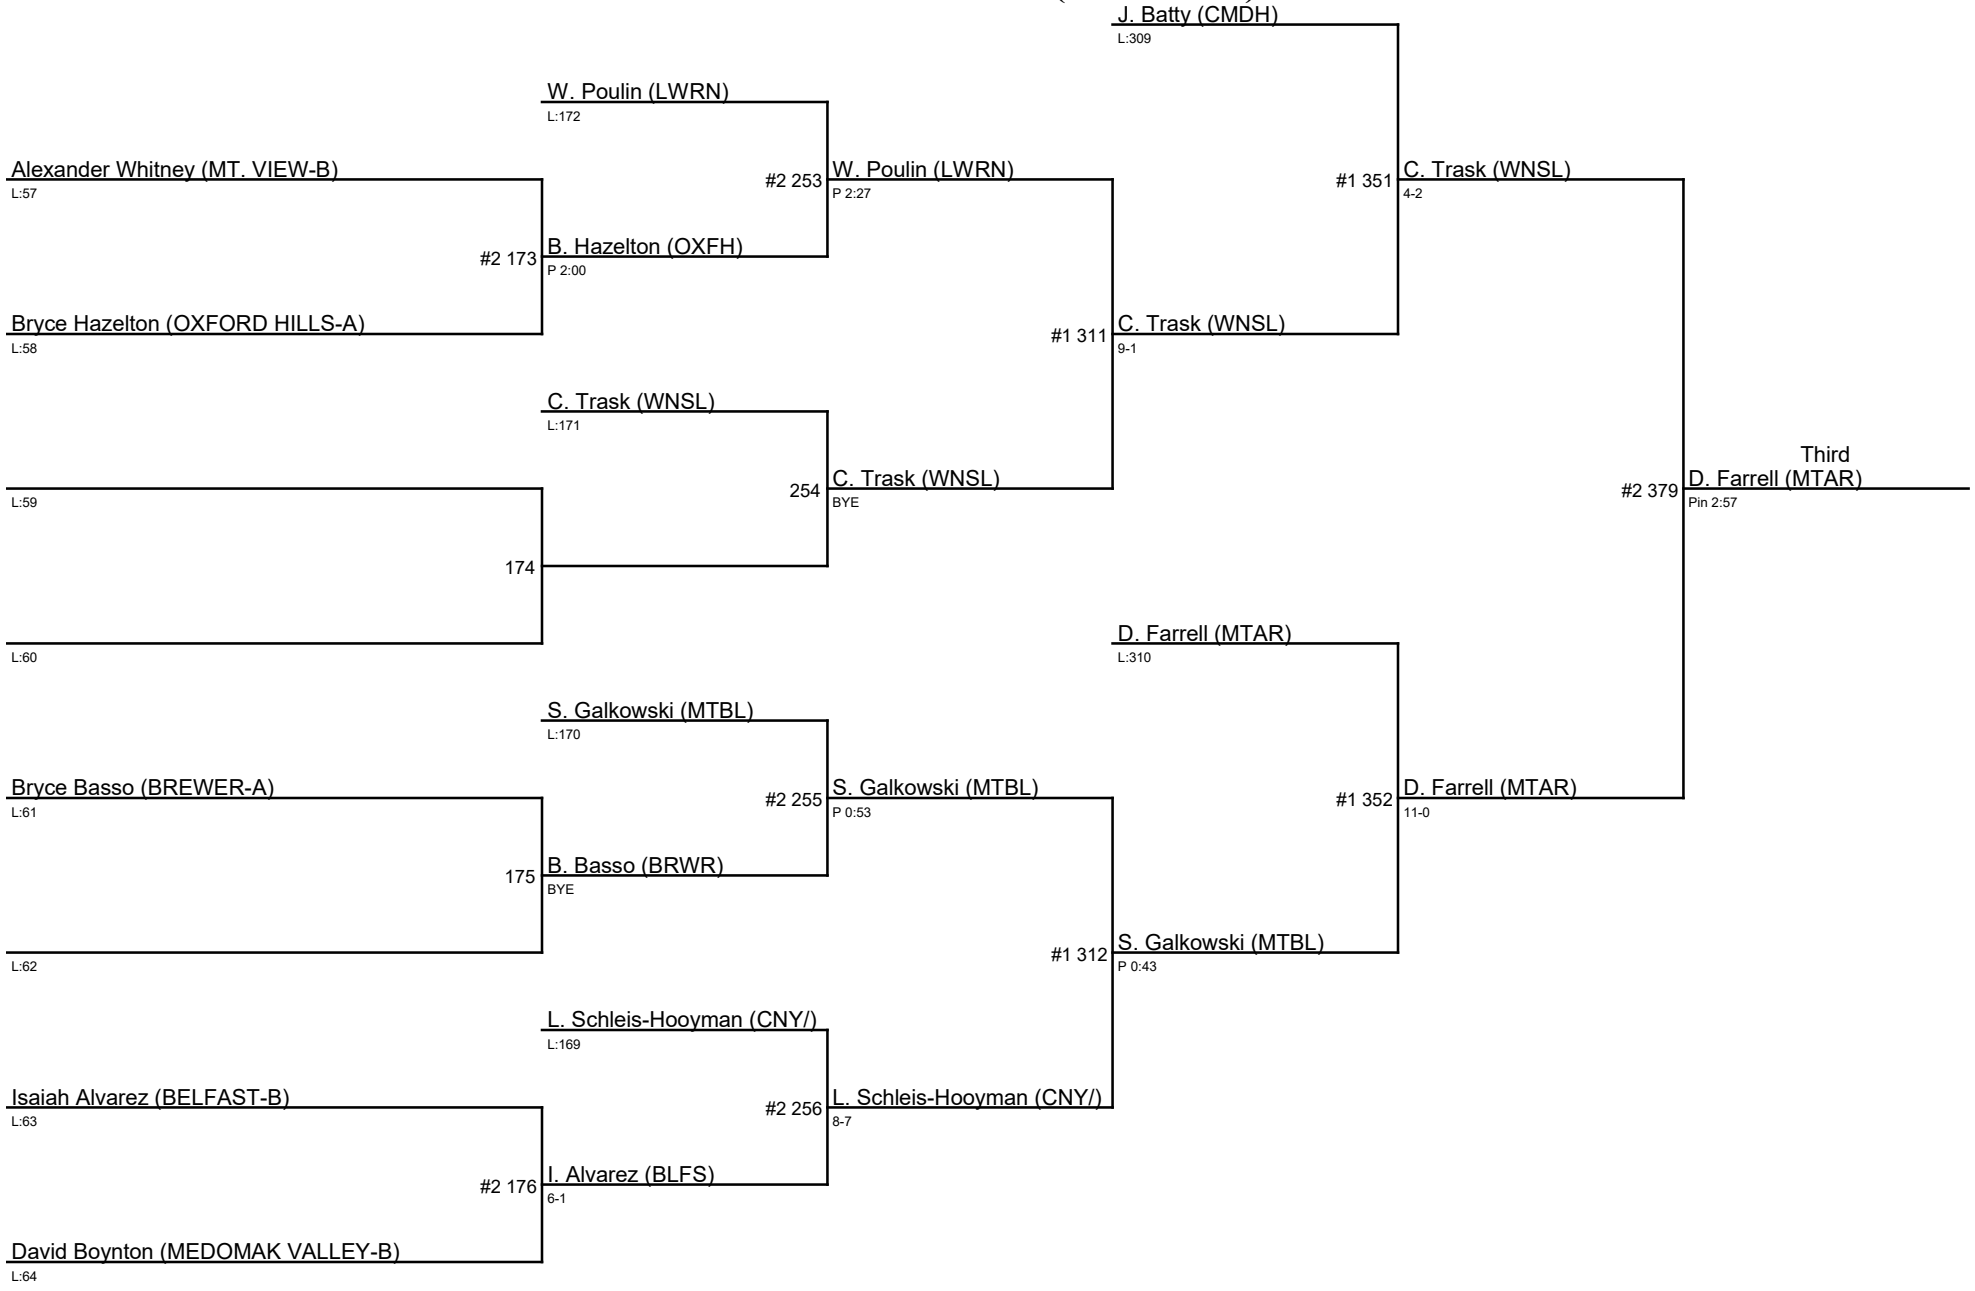 J. Batty (CMDH)
L:309
W. Poulin (LWRN)
L:172
Alexander Whitney (MT. VIEW-B)
L:57
#2 253
W. Poulin (LWRN)
P 2:27
#1 351
C. Trask (WNSL)
4-2
#2 173
B. Hazelton (OXFH)
P 2:00
Bryce Hazelton (OXFORD HILLS-A)
L:58
#1 311
C. Trask (WNSL)
9-1
C. Trask (WNSL)
L:171
Third
L:59
254
C. Trask (WNSL)
BYE
#2 379
D. Farrell (MTAR)
Pin 2:57
174
L:60
D. Farrell (MTAR)
L:310
S. Galkowski (MTBL)
L:170
Bryce Basso (BREWER-A)
L:61
#2 255
S. Galkowski (MTBL)
P 0:53
#1 352
D. Farrell (MTAR)
11-0
175
B. Basso (BRWR)
BYE
L:62
#1 312
S. Galkowski (MTBL)
P 0:43
L. Schleis-Hooyman (CNY/)
L:169
Isaiah Alvarez (BELFAST-B)
L:63
#2 256
L. Schleis-Hooyman (CNY/)
8-7
#2 176
I. Alvarez (BLFS)
6-1
David Boynton (MEDOMAK VALLEY-B)
L:64